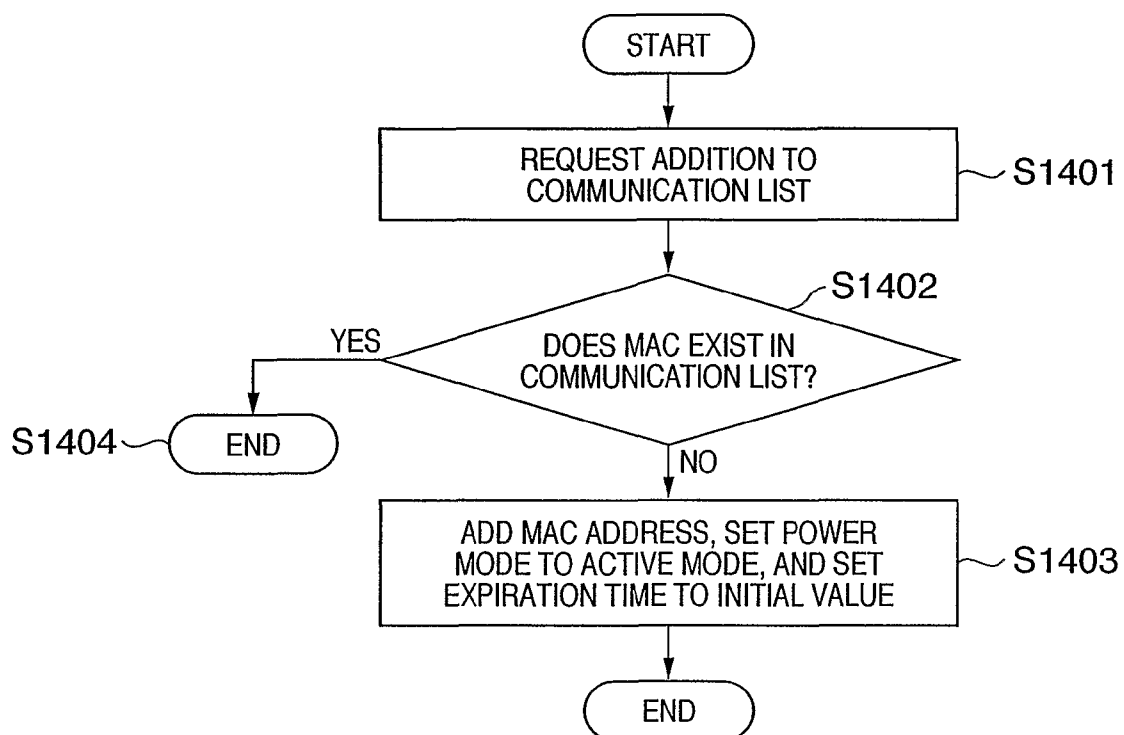 START
REQUEST ADDITION TO
COMMUNICATION LIST
S1401
S1402
YES
DOES MAC EXIST IN
COMMUNICATION LIST?
S1404
END
NO
ADD MAC ADDRESS, SET POWER
MODE TO ACTIVE MODE, AND SET
EXPIRATION TIME TO INITIAL VALUE
S1403
END